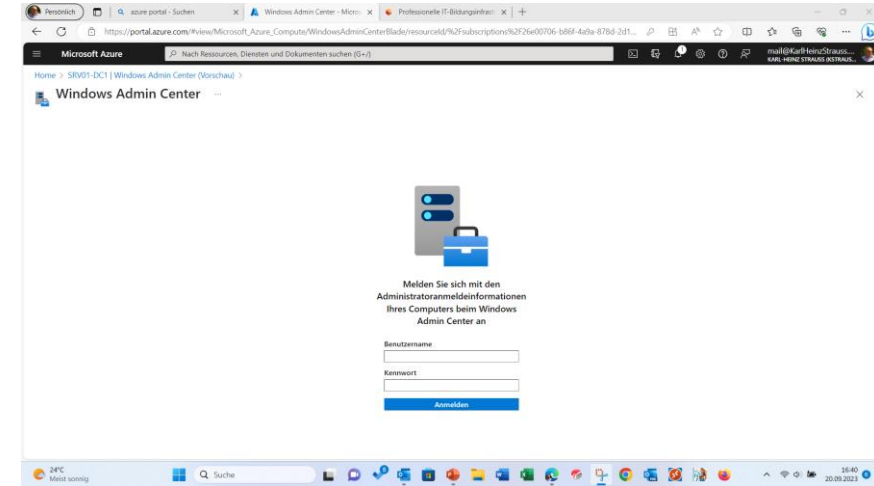 Persönlich
azure portal - Suchen
Windows Admin Center - Micro
Professionelle IT-Bildungsinfrast
https://portal.azure.com/#view/Microsoft_Azure_Compute/WindowsAdminCenterBlade/resourceId/%2Fsubscriptions%2F26e00706-b86f-4a9a-878d-2d1...
Microsoft Azure
Nach Ressourcen, Diensten und Dokumenten suchen (G+/)
mail@KarlHeinzStrauss....
KARL-HEINZ STRAUSS (KSTRAUS...
Home > SRV01-DC1 | Windows Admin Center (Vorschau) >
Windows Admin Center ...
Melden Sie sich mit den
Administratoranmeldeinformationen
Ihres Computers beim Windows
Admin Center an
Benutzername
Kennwort
Anmelden
24°C
Meist sonnig
Suche
16:40
20.09.2023